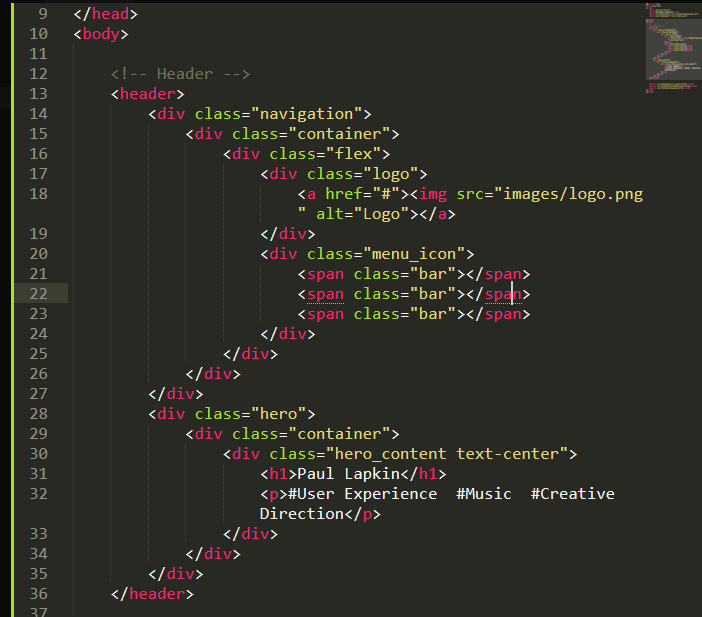 9 </head>
10 <body>
11
12 <!-- Header -->
13 <header>
14 <div class="navigation">
15 <div class="container">
16 <div class="flex">
17 <div class="logo">
18 <a href="#"><img src="images/logo.png
" alt="Logo"></a>
19 </div>
20 <div class="menu_icon">
21 <span class="bar"></span>
22 <span class="bar"></span>
23 <span class="bar"></span>
24 </div>
25 </div>
26 </div>
27 </div>
28 <div class="hero">
29 <div class="container">
30 <div class="hero_content text-center">
31 <h1>Paul Lapkin</h1>
32 <p>#User Experience  #Music  #Creative
Direction</p>
33 </div>
34 </div>
35 </div>
36 </header>
37